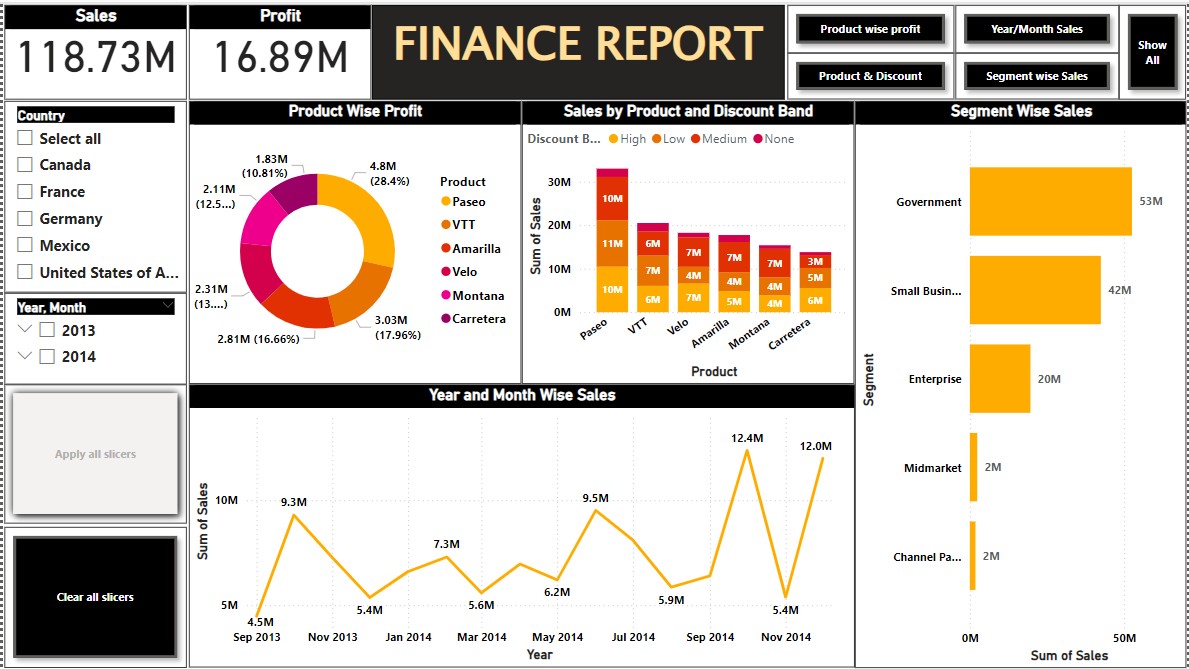 Sales
118.73M
Profit
16.89M
FINANCE REPORT
Product wise profit
Year/Month Sales
Product & Discount
Segment wise Sales
Show
All
Country
Select all
Canada
France
Germany
Mexico
United States of A...
Year, Month
2013
2014
Apply all slicers
Clear all slicers
Product Wise Profit
1.83M
(10.81%)
4.8M
(28.4%)
2.11M
(12.5...)
2.31M
(13....)
2.81M (16.66%)
3.03M
(17.96%)
Product
Paseo
VTT
Amarilla
Velo
Montana
Carretera
Sales by Product and Discount Band
Discount B... High Low Medium None
Sum of Sales
30M
20M
10M
0M
10M
11M
10M
6M
7M
6M
7M
4M
7M
7M
4M
5M
7M
4M
4M
3M
5M
6M
Paseo
VTT
Velo
Amarilla
Montana
Carretera
Product
Segment Wise Sales
Segment
Government 53M
Small Busin... 42M
Enterprise 20M
Midmarket 2M
Channel Pa... 2M
0M 50M
Sum of Sales
Year and Month Wise Sales
Sum of Sales
10M
5M
4.5M
9.3M
5.4M
7.3M
5.6M
6.2M
9.5M
5.9M
12.4M
5.4M
12.0M
Sep 2013 Nov 2013 Jan 2014 Mar 2014 May 2014 Jul 2014 Sep 2014 Nov 2014
Year